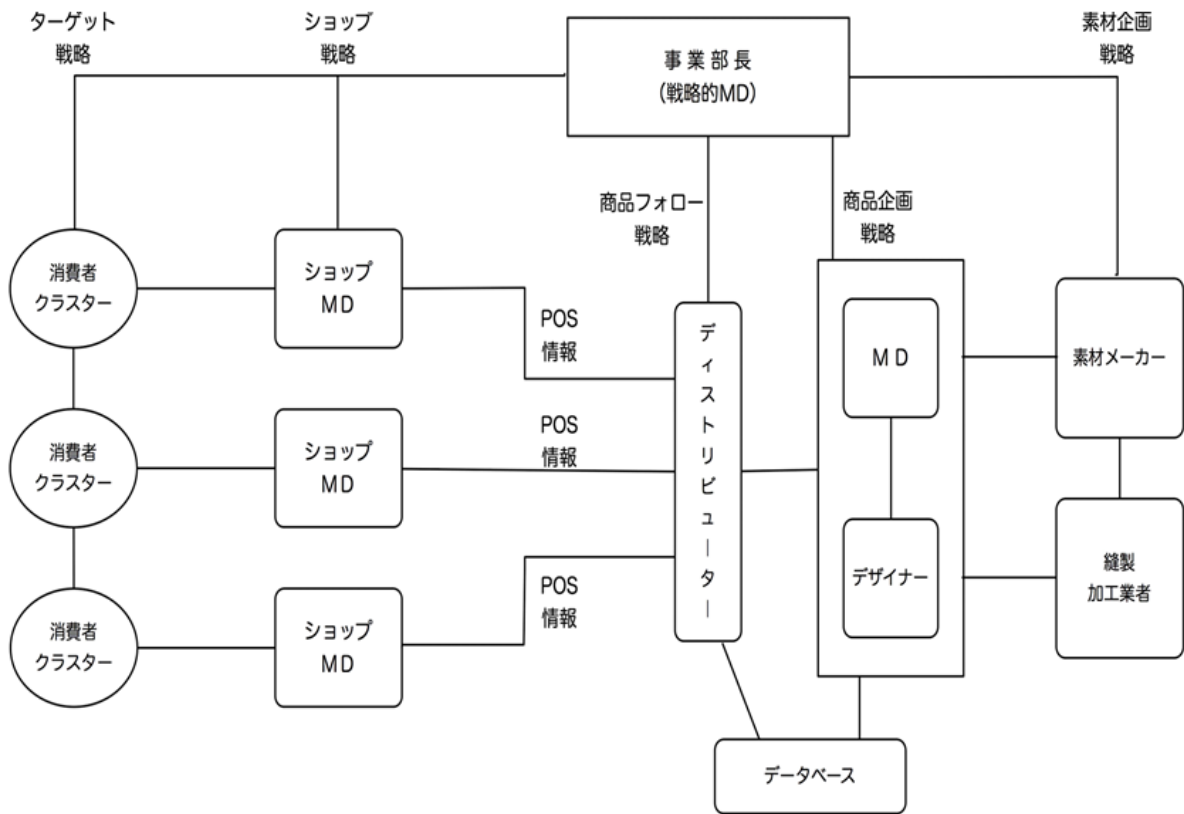 ターゲット
戦略
ショップ
戦略
事業部長
(戦略的MD)
素材企画
戦略
商品フォロー
戦略
商品企画
戦略
消費者
クラスター
ショップ
MD
POS
情報
ディストリビューター
MD
素材メーカー
消費者
クラスター
ショップ
MD
POS
情報
デザイナー
縫製
加工業者
消費者
クラスター
ショップ
MD
POS
情報
データベース